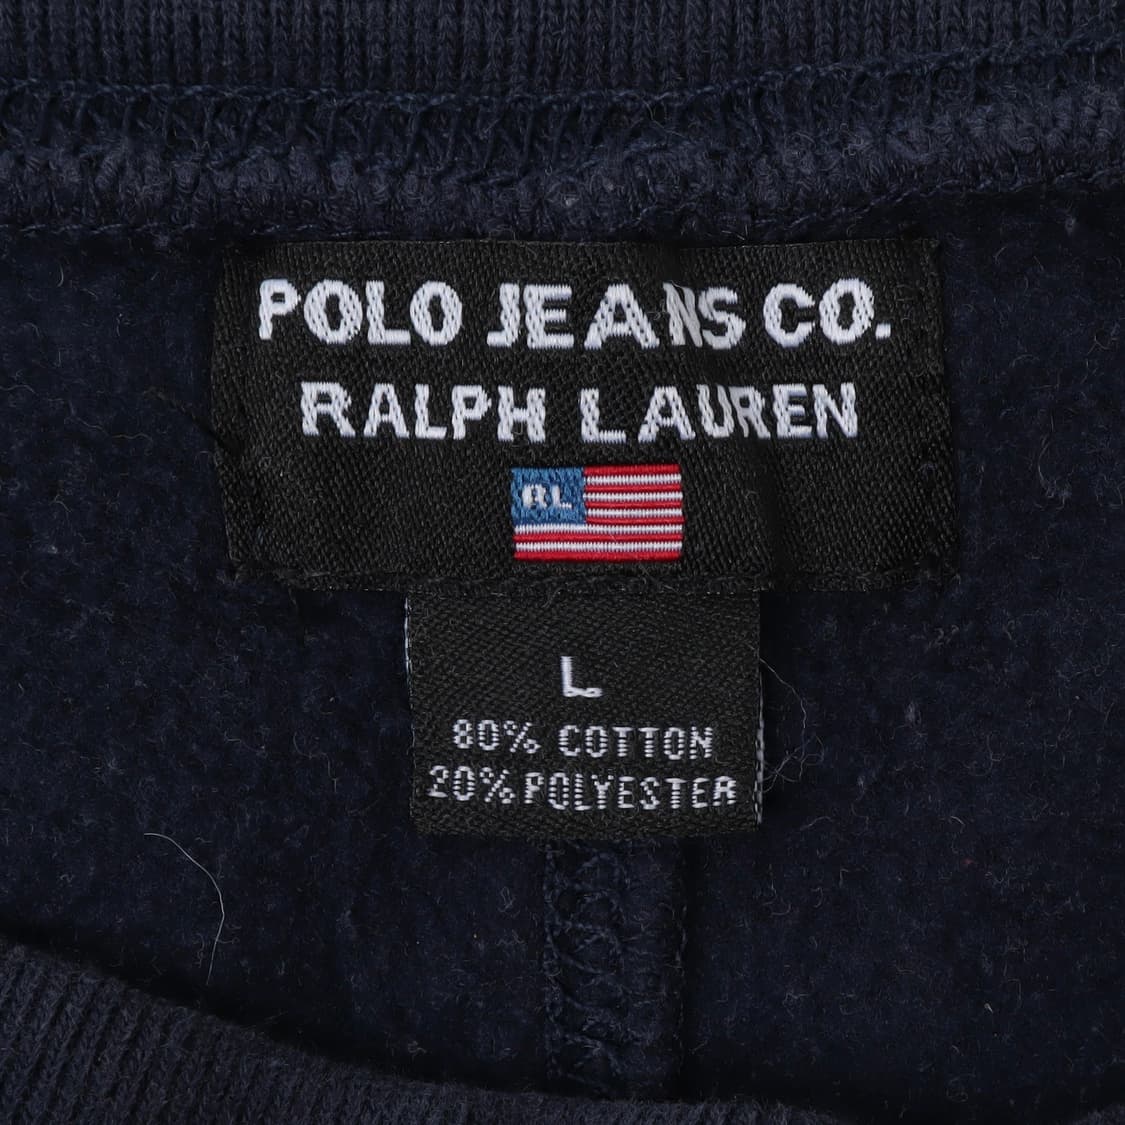 POLO JEANS CO.
RALPH LAUREN
RL
L
80% COTTON
20% POLYESTER